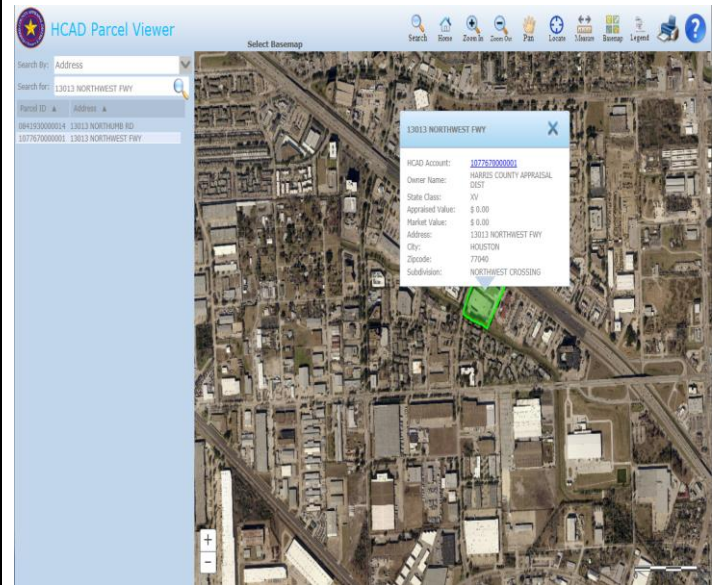 HCAD Parcel Viewer
Select Basemap
Search Home Zoom In Zoom Out Pan Locate Measure Basemap Legend
?
Search By: Address
Search for: 13013 NORTHWEST FWY
Parcel ID ▲ Address ▲
0841930000014 13013 NORTHUMB RD
1077670000001 13013 NORTHWEST FWY
13013 NORTHWEST FWY X
HCAD Account: 1077670000001
Owner Name: HARRIS COUNTY APPRAISAL
DIST
State Class: XV
Appraised Value: $ 0.00
Market Value: $ 0.00
Address: 13013 NORTHWEST FWY
City: HOUSTON
Zipcode: 77040
Subdivision: NORTHWEST CROSSING
+
-